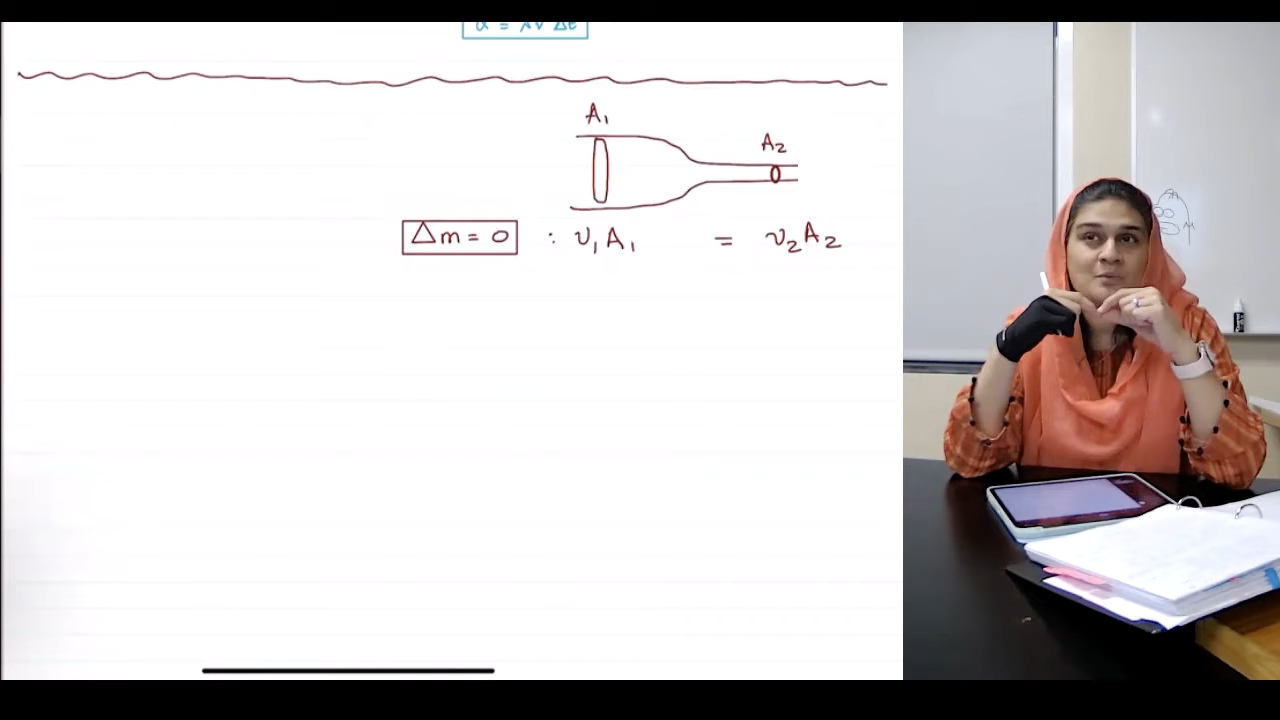 A₁
A₂
Δm = 0 : v₁A₁ = v₂A₂